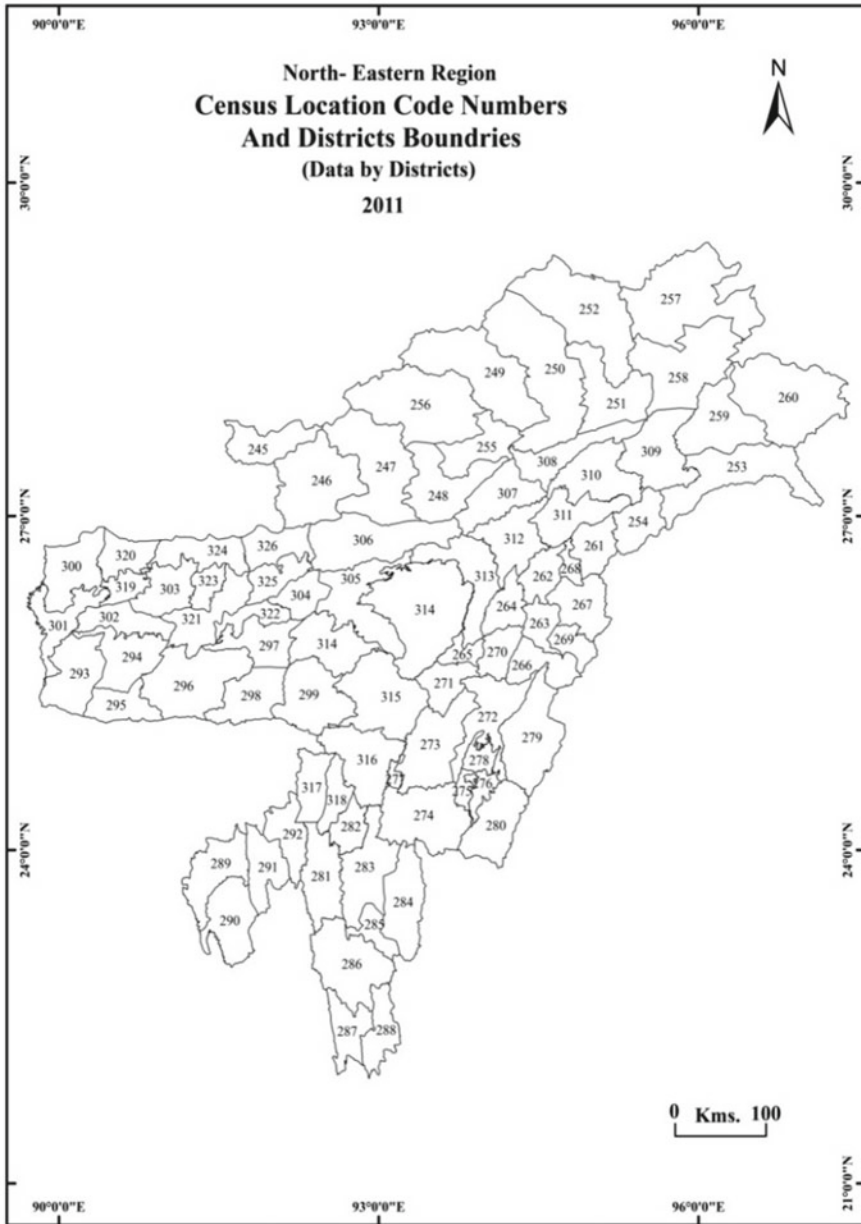 90°0'0"E 93°0'0"E 96°0'0"E
N
North- Eastern Region
Census Location Code Numbers
And Districts Boundries
(Data by Districts)
2011
30°0'0"N 30°0'0"N
252 257
249 250 258
256 251 259 260
245 255 309 253
247 308 310
246 248 307
27°0'0"N 27°0'0"N
311 254
306 312 261
300 320 324 326
319 303 323 325 305 313 262 268
304 314 264 267
301 302 321 322 263
297 314 265 270 269
293 294 266
296 298 299 315 271
295 272
273 279
316 278
317 277 276
318 275
274 280
282
292
24°0'0"N 24°0'0"N
289 291 281 283
284
290 285
286
287 288
0 Kms. 100
21°0'0"N 21°0'0"N
90°0'0"E 93°0'0"E 96°0'0"E